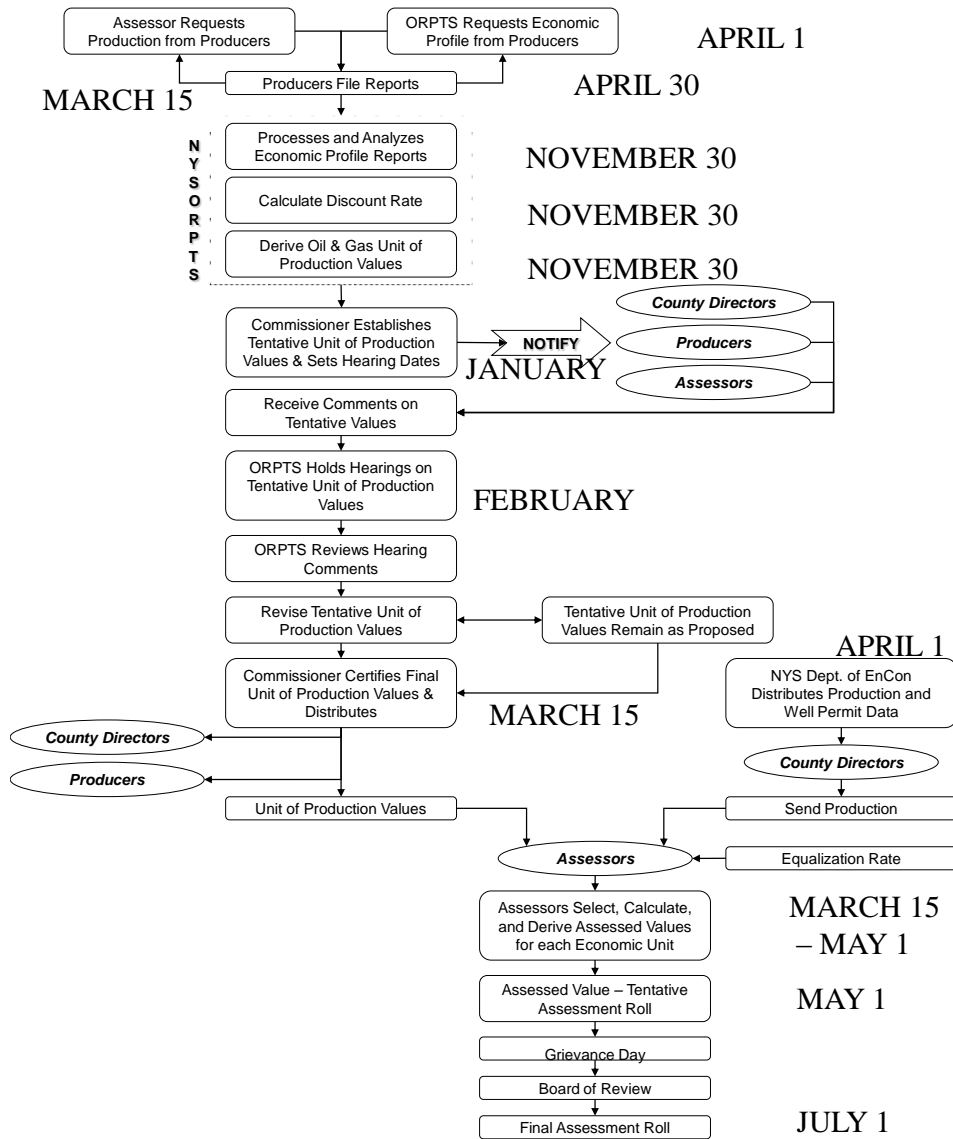 Assessor Requests
Production from Producers
ORPTS Requests Economic
Profile from Producers
APRIL 1
Producers File Reports
MARCH 15
APRIL 30
NYSORPTS
Processes and Analyzes
Economic Profile Reports
NOVEMBER 30
Calculate Discount Rate
NOVEMBER 30
Derive Oil & Gas Unit of
Production Values
NOVEMBER 30
County Directors
Commissioner Establishes
Tentative Unit of Production
Values & Sets Hearing Dates
NOTIFY
Producers
JANUARY
Assessors
Receive Comments on
Tentative Values
ORPTS Holds Hearings on
Tentative Unit of Production
Values
FEBRUARY
ORPTS Reviews Hearing
Comments
Revise Tentative Unit of
Production Values
Tentative Unit of Production
Values Remain as Proposed
APRIL 1
Commissioner Certifies Final
Unit of Production Values &
Distributes
MARCH 15
NYS Dept. of EnCon
Distributes Production and
Well Permit Data
County Directors
Producers
County Directors
Unit of Production Values
Send Production
Assessors
Equalization Rate
Assessors Select, Calculate,
and Derive Assessed Values
for each Economic Unit
MARCH 15
– MAY 1
Assessed Value – Tentative
Assessment Roll
MAY 1
Grievance Day
Board of Review
Final Assessment Roll
JULY 1